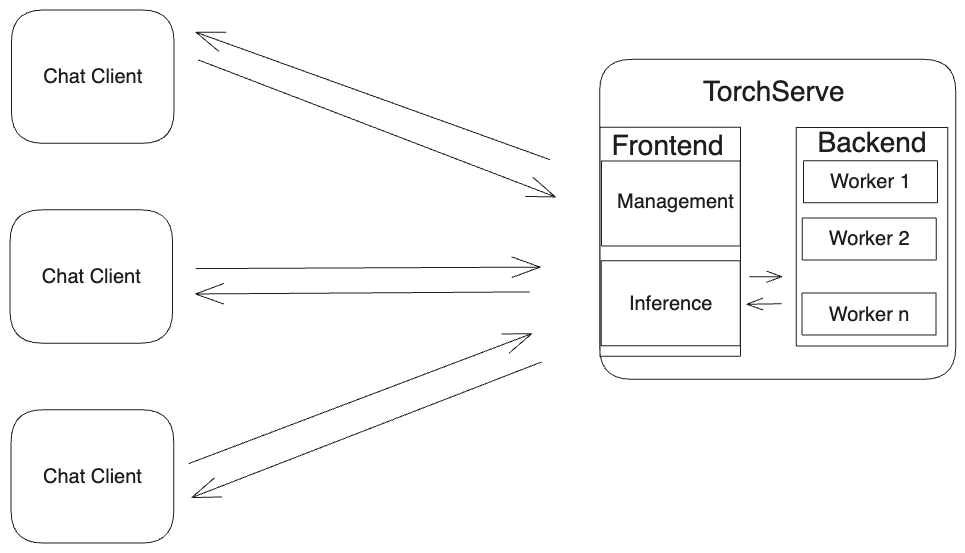 Chat Client
Chat Client
Chat Client
TorchServe
Frontend
Management
Inference
Backend
Worker 1
Worker 2
Worker n